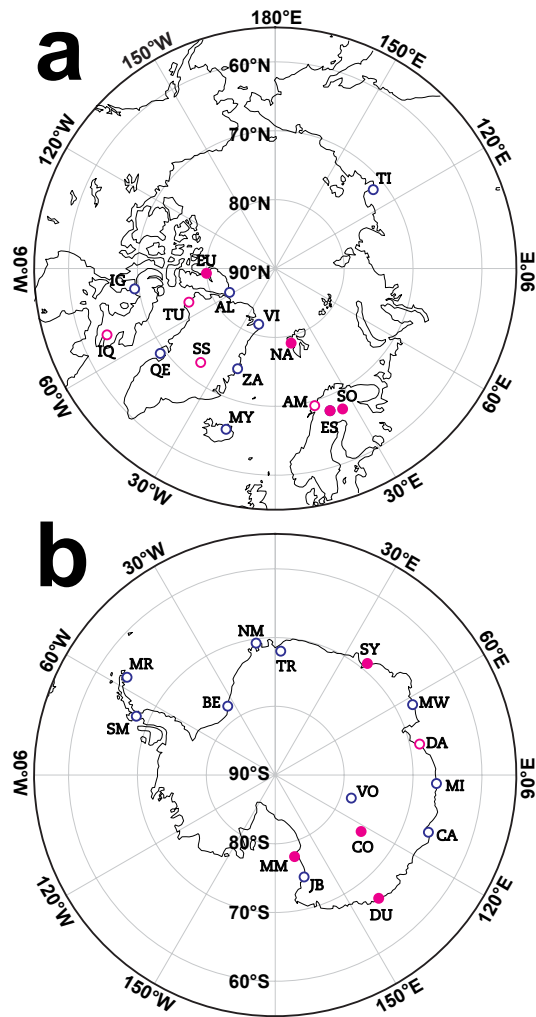 a
180°E
150°W
150°E
60°N
120°W
70°N
120°E
TI
80°N
EU
90°W
90°N
90°E
IG
TU
AL
VI
IQ
QE
SS
NA
60°W
ZA
60°E
AM
SO
MY
ES
30°W
30°E
b
30°W
30°E
60°W
NM
SY
60°E
MR
TR
BE
MW
SM
DA
90°W
90°S
90°E
VO
MI
80°S
CO
CA
MM
JB
120°W
70°S
DU
120°E
60°S
150°W
150°E